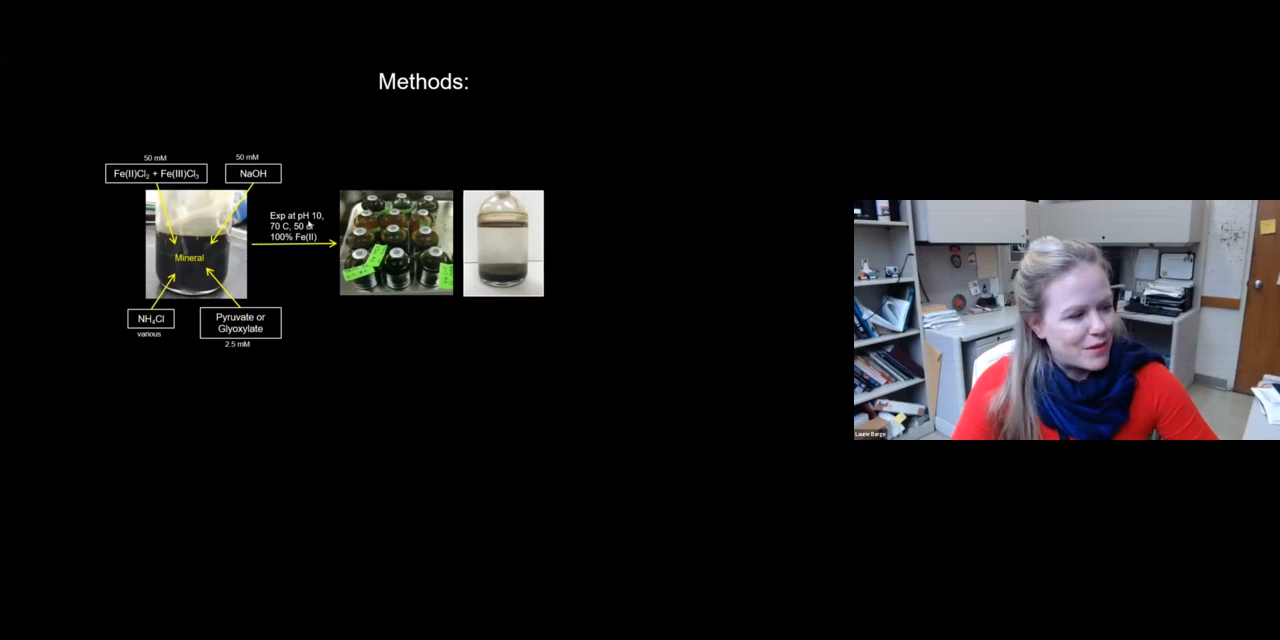 Methods:
50 mM
50 mM
Fe(II)Cl₂ + Fe(III)Cl₃
NaOH
Exp at pH 10,
70 C, 50 or
100% Fe(II)
Mineral
NH₄Cl
various
Pyruvate or
Glyoxylate
2.5 mM
Laurie Barge